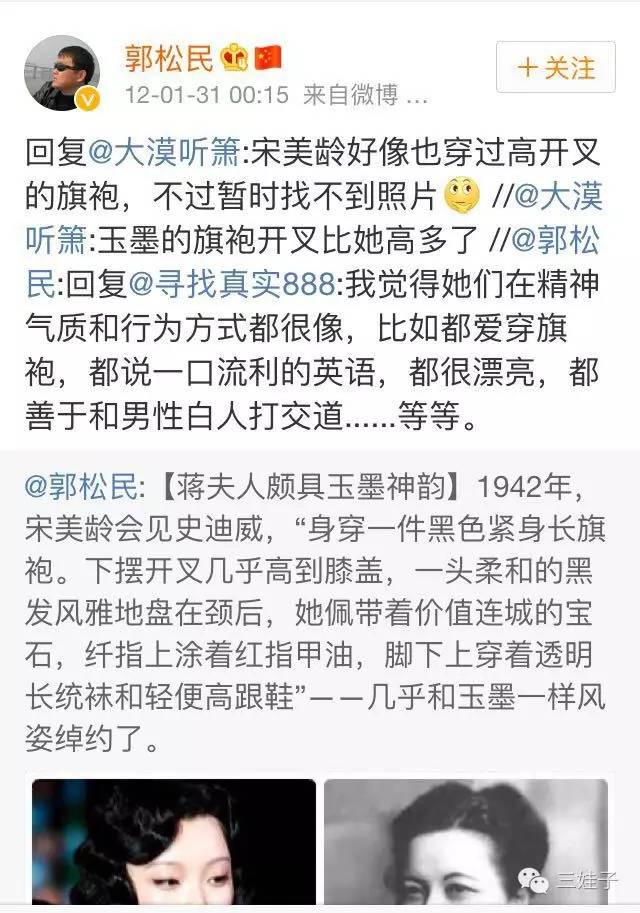 郭松民
+关注
12-01-31 00:15 来自微博 ...
回复@大漠听箫:宋美龄好像也穿过高开叉
的旗袍，不过暂时找不到照片 //@大漠
听箫:玉墨的旗袍开叉比她高多了 //@郭松
民:回复@寻找真实888:我觉得她们在精神
气质和行为方式都很像，比如都爱穿旗
袍，都说一口流利的英语，都很漂亮，都
善于和男性白人打交道......等等。
@郭松民:【蒋夫人颇具玉墨神韵】1942年，
宋美龄会见史迪威，“身穿一件黑色紧身长旗
袍。下摆开叉几乎高到膝盖，一头柔和的黑
发风雅地盘在颈后，她佩带着价值连城的宝
石，纤指上涂着红指甲油，脚下上穿着透明
长统袜和轻便高跟鞋”——几乎和玉墨一样风
姿绰约了。
三娃子